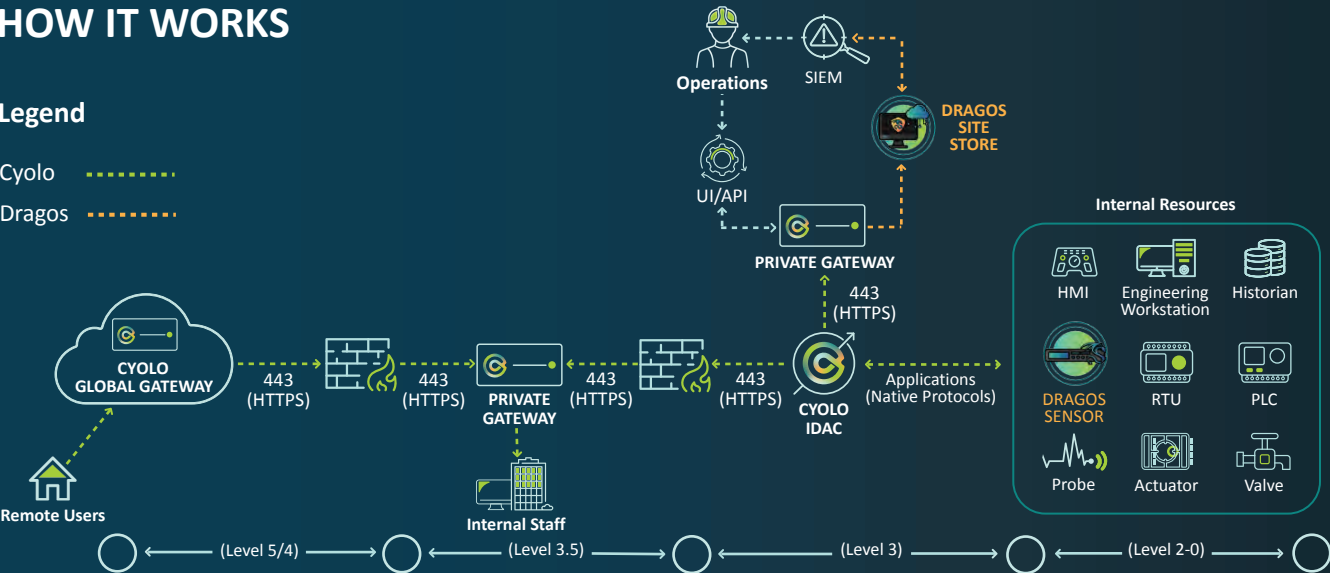 HOW IT WORKS
Legend
Cyolo
Dragos
Operations
SIEM
DRAGOS
SITE
STORE
UI/API
PRIVATE GATEWAY
443
(HTTPS)
CYOLO
GLOBAL GATEWAY
443
(HTTPS)
443
(HTTPS)
PRIVATE
GATEWAY
443
(HTTPS)
443
(HTTPS)
CYOLO
IDAC
Applications
(Native Protocols)
Remote Users
Internal Staff
Internal Resources
HMI
Engineering
Workstation
Historian
DRAGOS
SENSOR
RTU
PLC
Probe
Actuator
Valve
(Level 5/4)
(Level 3.5)
(Level 3)
(Level 2-0)